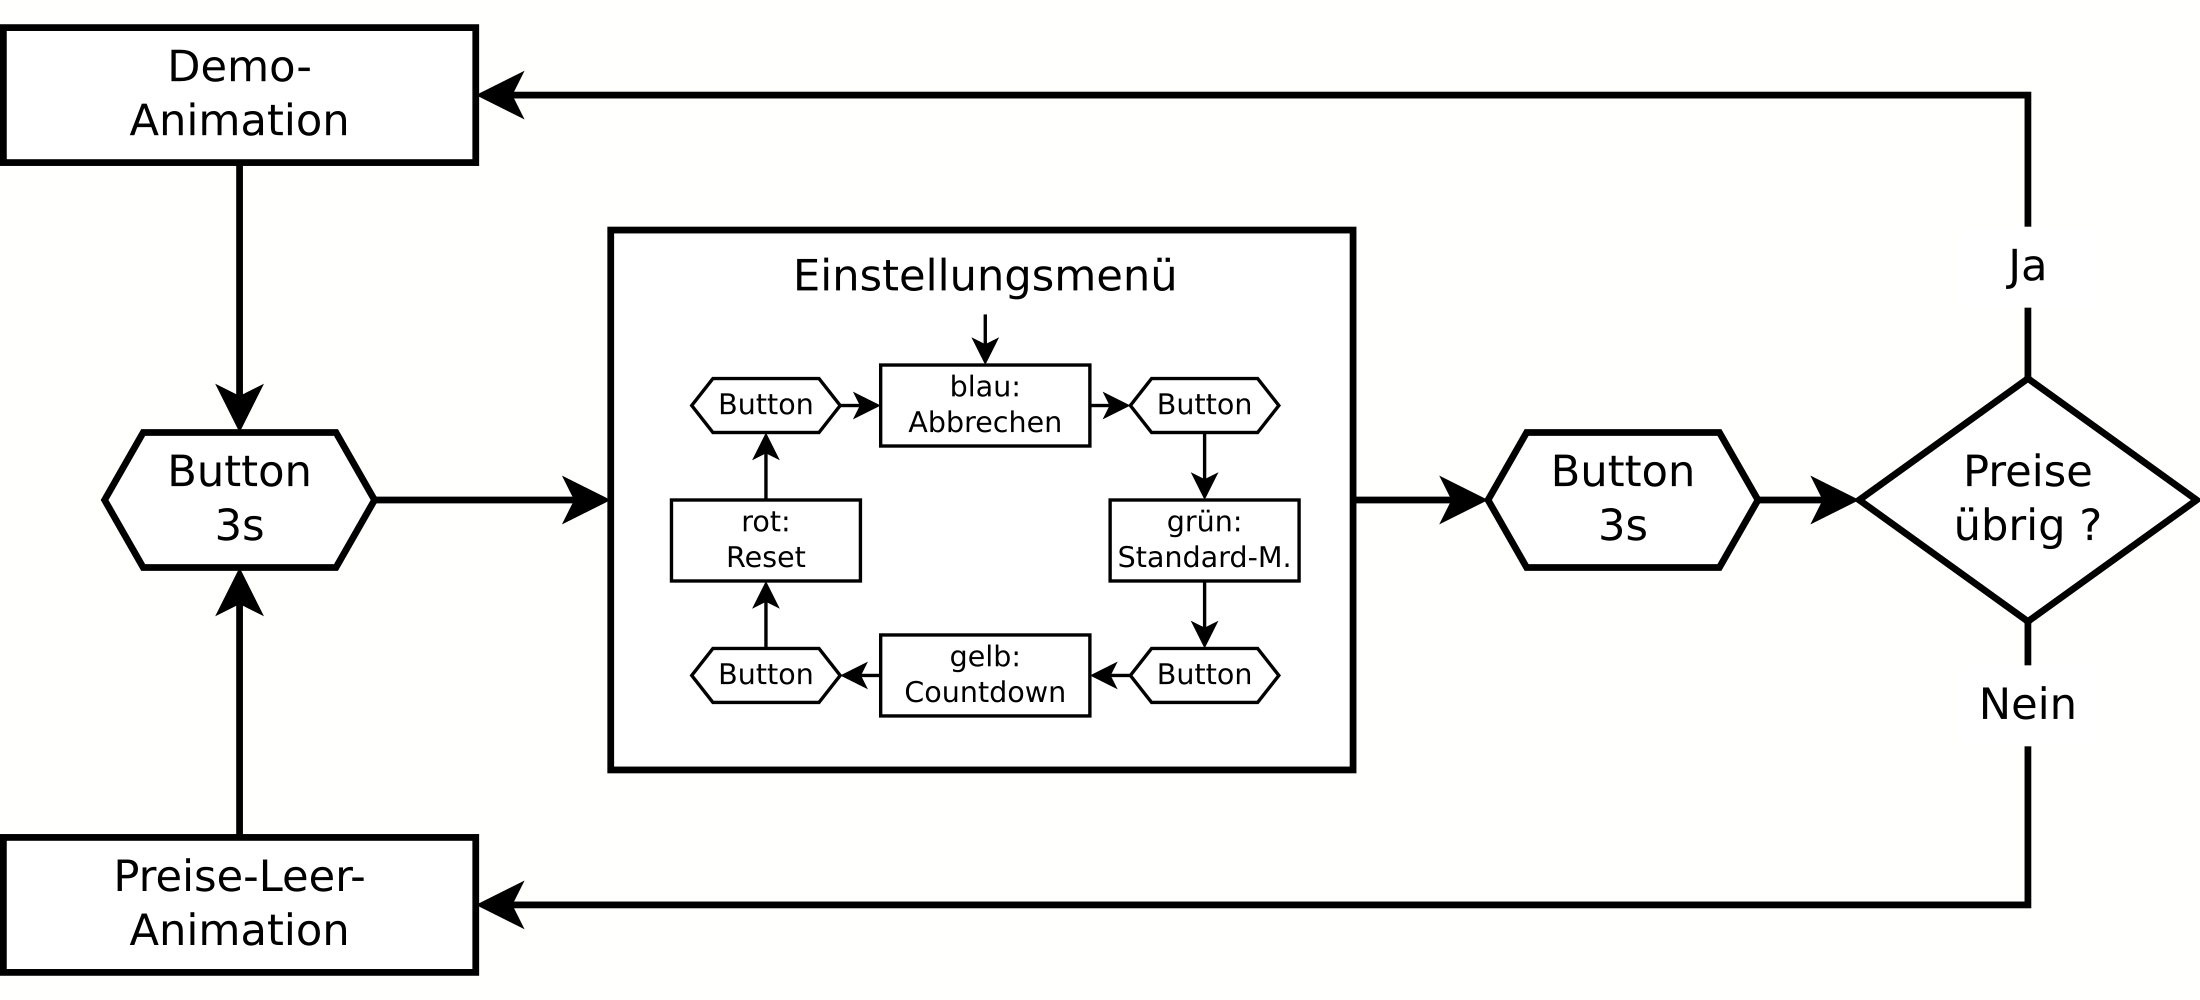 Demo-
Animation
Ja
Einstellungsmenü
Button
blau:
Abbrechen
Button
Button
3s
rot:
Reset
grün:
Standard-M.
Button
3s
Preise
übrig ?
Button
gelb:
Countdown
Button
Nein
Preise-Leer-
Animation